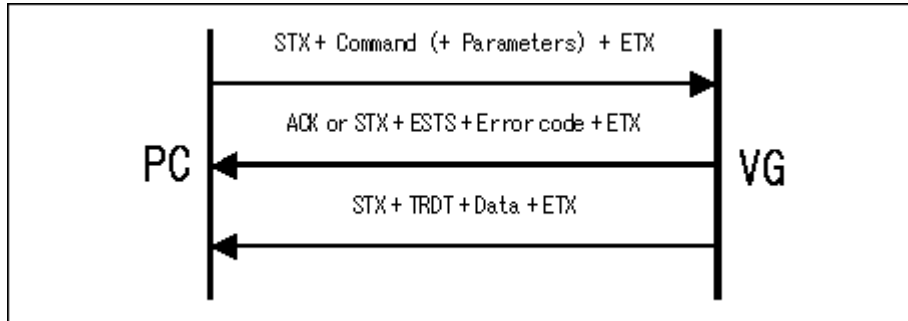 STX + Command (+ Parameters) + ETX
ACK or STX + ESTS + Error code + ETX
PC
VG
STX + TRDT + Data + ETX